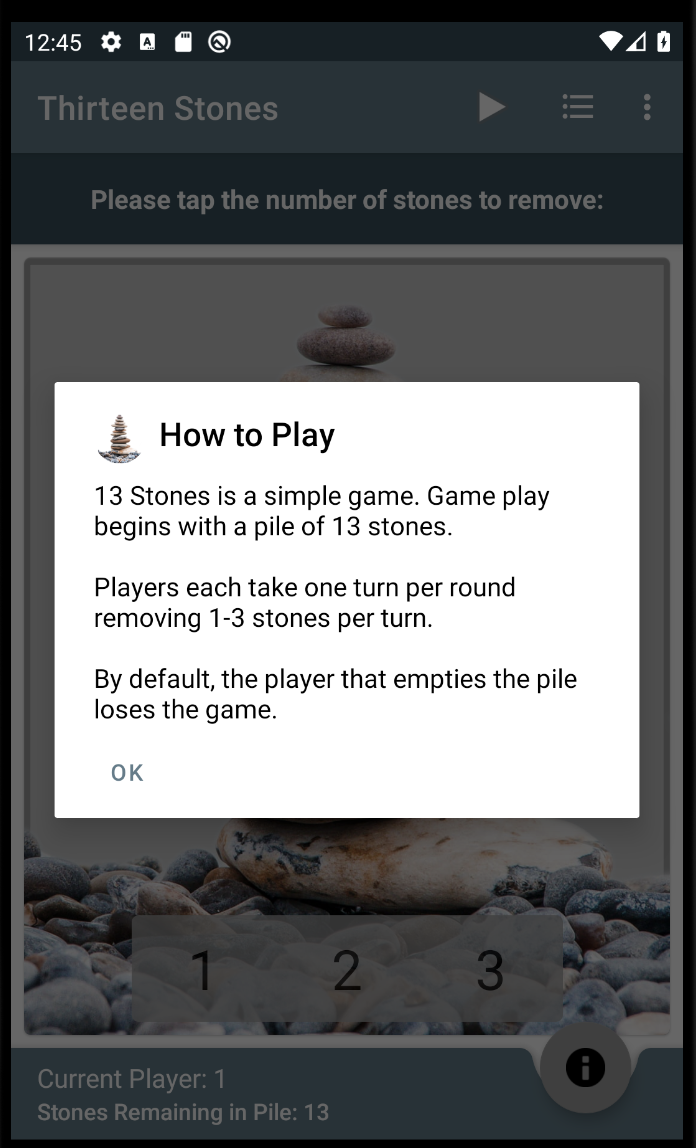 12:45
Thirteen Stones
Please tap the number of stones to remove:
How to Play
13 Stones is a simple game. Game play
begins with a pile of 13 stones.
Players each take one turn per round
removing 1-3 stones per turn.
By default, the player that empties the pile
loses the game.
OK
1 2 3
Current Player: 1
Stones Remaining in Pile: 13